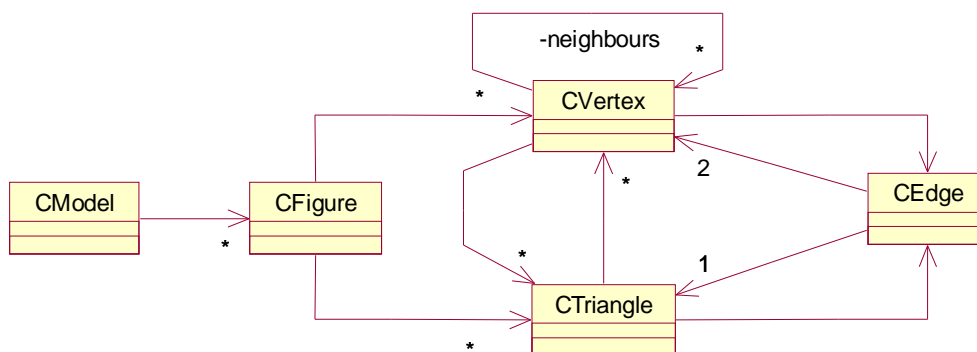 -neighbours
*
*
CVertex
2
*
CModel
*
CFigure
CEdge
*
1
CTriangle
*